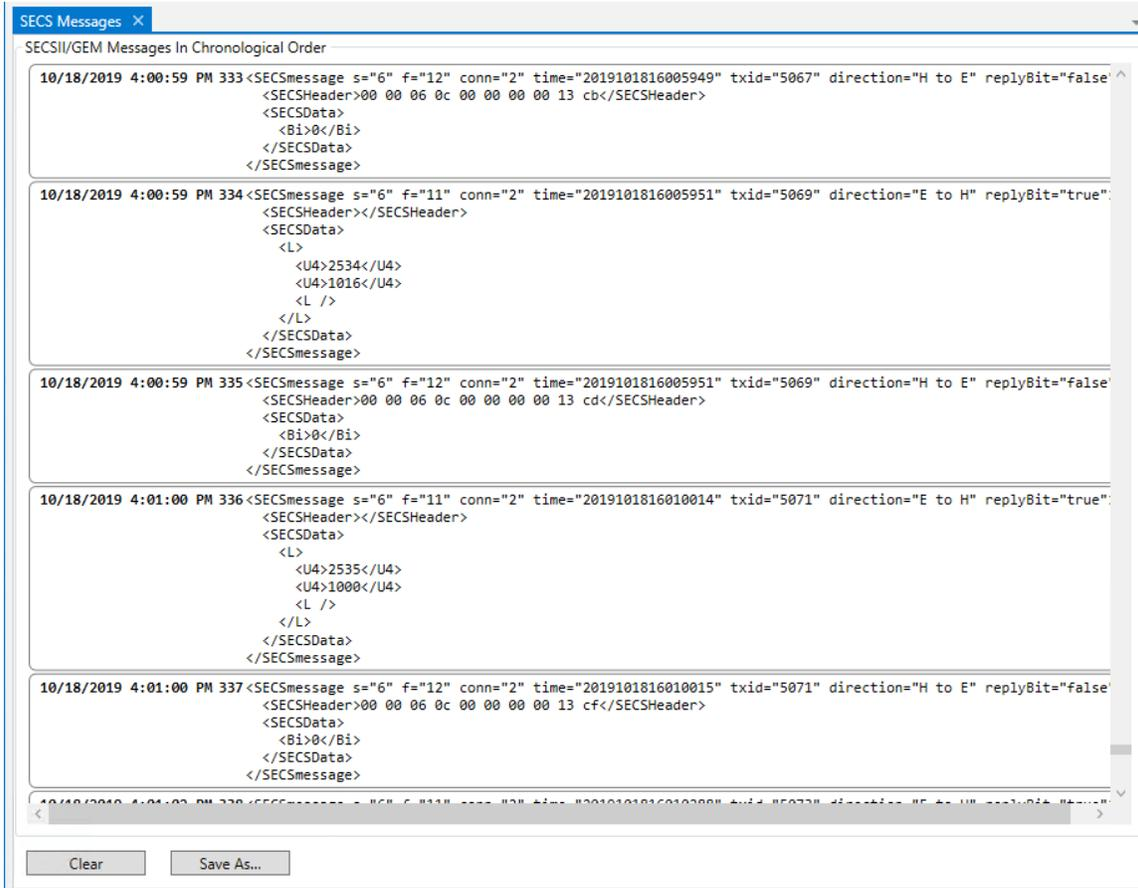 SECS Messages ×
SECSII/GEM Messages In Chronological Order
10/18/2019 4:00:59 PM 333 <SECSmessage s="6" f="12" conn="2" time="2019101816005949" txid="5067" direction="H to E" replyBit="false"
<SECSHeader>00 00 06 0c 00 00 00 00 13 cb</SECSHeader>
<SECSData>
<Bi>0</Bi>
</SECSData>
</SECSmessage>
10/18/2019 4:00:59 PM 334 <SECSmessage s="6" f="11" conn="2" time="2019101816005951" txid="5069" direction="E to H" replyBit="true"
<SECSHeader></SECSHeader>
<SECSData>
<L>
<U4>2534</U4>
<U4>1016</U4>
<L />
</L>
</SECSData>
</SECSmessage>
10/18/2019 4:00:59 PM 335 <SECSmessage s="6" f="12" conn="2" time="2019101816005951" txid="5069" direction="H to E" replyBit="false"
<SECSHeader>00 00 06 0c 00 00 00 00 13 cd</SECSHeader>
<SECSData>
<Bi>0</Bi>
</SECSData>
</SECSmessage>
10/18/2019 4:01:00 PM 336 <SECSmessage s="6" f="11" conn="2" time="2019101816010014" txid="5071" direction="E to H" replyBit="true"
<SECSHeader></SECSHeader>
<SECSData>
<L>
<U4>2535</U4>
<U4>1000</U4>
<L />
</L>
</SECSData>
</SECSmessage>
10/18/2019 4:01:00 PM 337 <SECSmessage s="6" f="12" conn="2" time="2019101816010015" txid="5071" direction="H to E" replyBit="false"
<SECSHeader>00 00 06 0c 00 00 00 00 13 cf</SECSHeader>
<SECSData>
<Bi>0</Bi>
</SECSData>
</SECSmessage>
Clear
Save As...